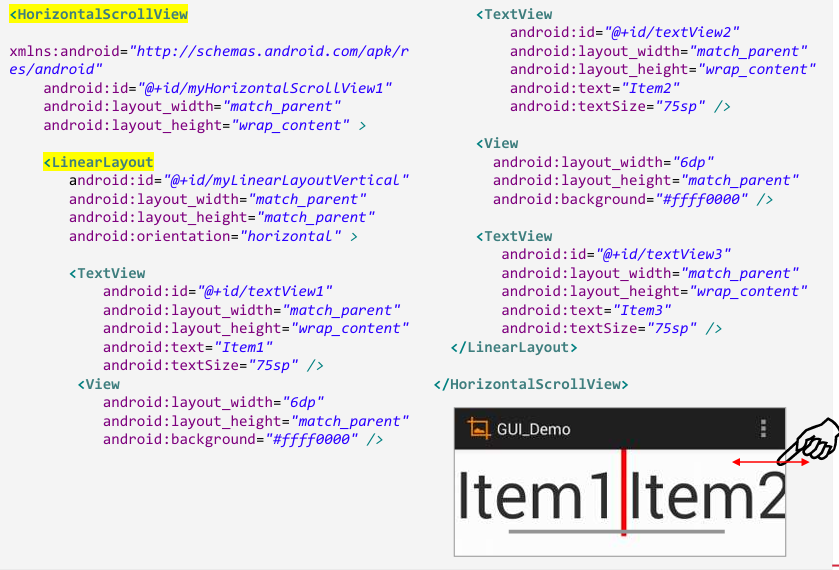 <HorizontalScrollView
xmlns:android="http://schemas.android.com/apk/r
es/android"
android:id="@+id/myHorizontalScrollView1"
android:layout_width="match_parent"
android:layout_height="wrap_content" >
<LinearLayout
android:id="@+id/myLinearLayoutVertical"
android:layout_width="match_parent"
android:layout_height="match_parent"
android:orientation="horizontal" >
<TextView
android:id="@+id/textView1"
android:layout_width="match_parent"
android:layout_height="wrap_content"
android:text="Item1"
android:textSize="75sp" />
<View
android:layout_width="6dp"
android:layout_height="match_parent"
android:background="#ffff0000" />
<TextView
android:id="@+id/textView2"
android:layout_width="match_parent"
android:layout_height="wrap_content"
android:text="Item2"
android:textSize="75sp" />
<View
android:layout_width="6dp"
android:layout_height="match_parent"
android:background="#ffff0000" />
<TextView
android:id="@+id/textView3"
android:layout_width="match_parent"
android:layout_height="wrap_content"
android:text="Item3"
android:textSize="75sp" />
</LinearLayout>
</HorizontalScrollView>
GUI_Demo
Item1 Item2